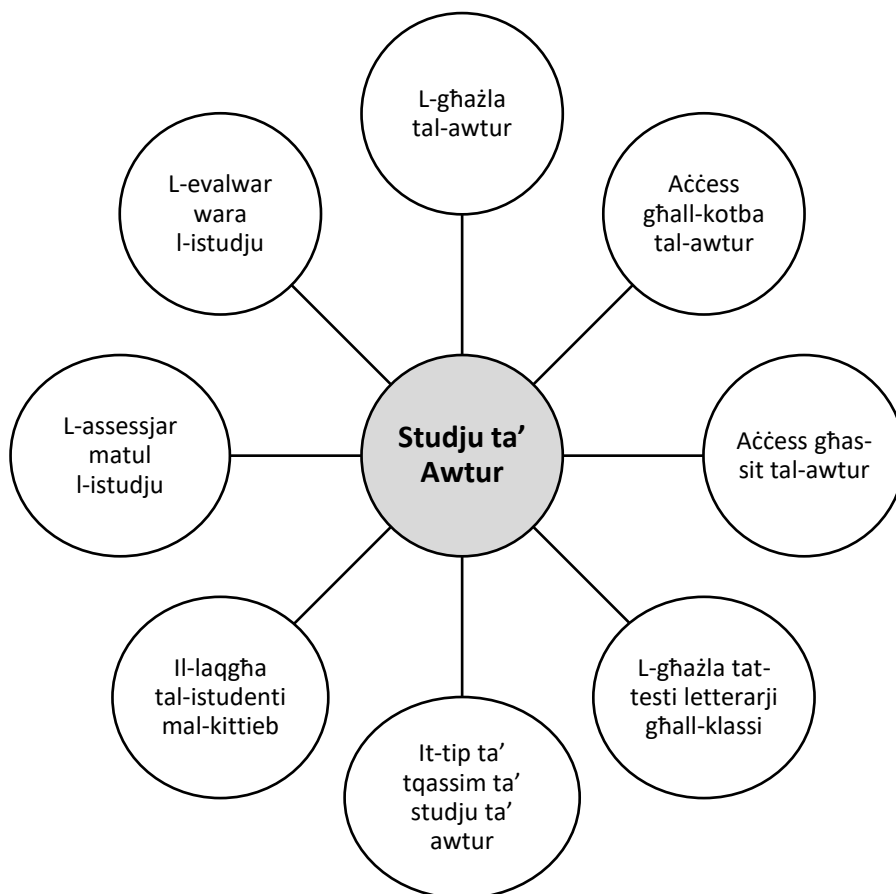 L-għażla
tal-awtur
Aċċess
għall-kotba
tal-awtur
Aċċess għas-
sit tal-awtur
L-għażla tat-
testi letterarji
għall-klassi
It-tip ta’
tqassim ta’
studju ta’
awtur
Il-laqgħa
tal-istudenti
mal-kittieb
L-assessjar
matul
l-istudju
L-evalwar
wara
l-istudju
Studju ta’
Awtur